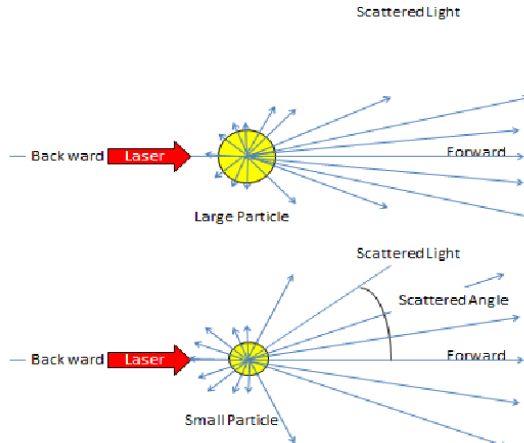 Scattered Light
Back ward Laser Forward
Large Particle
Scattered Light
Scattered Angle
Back ward Laser Forward
Small Particle